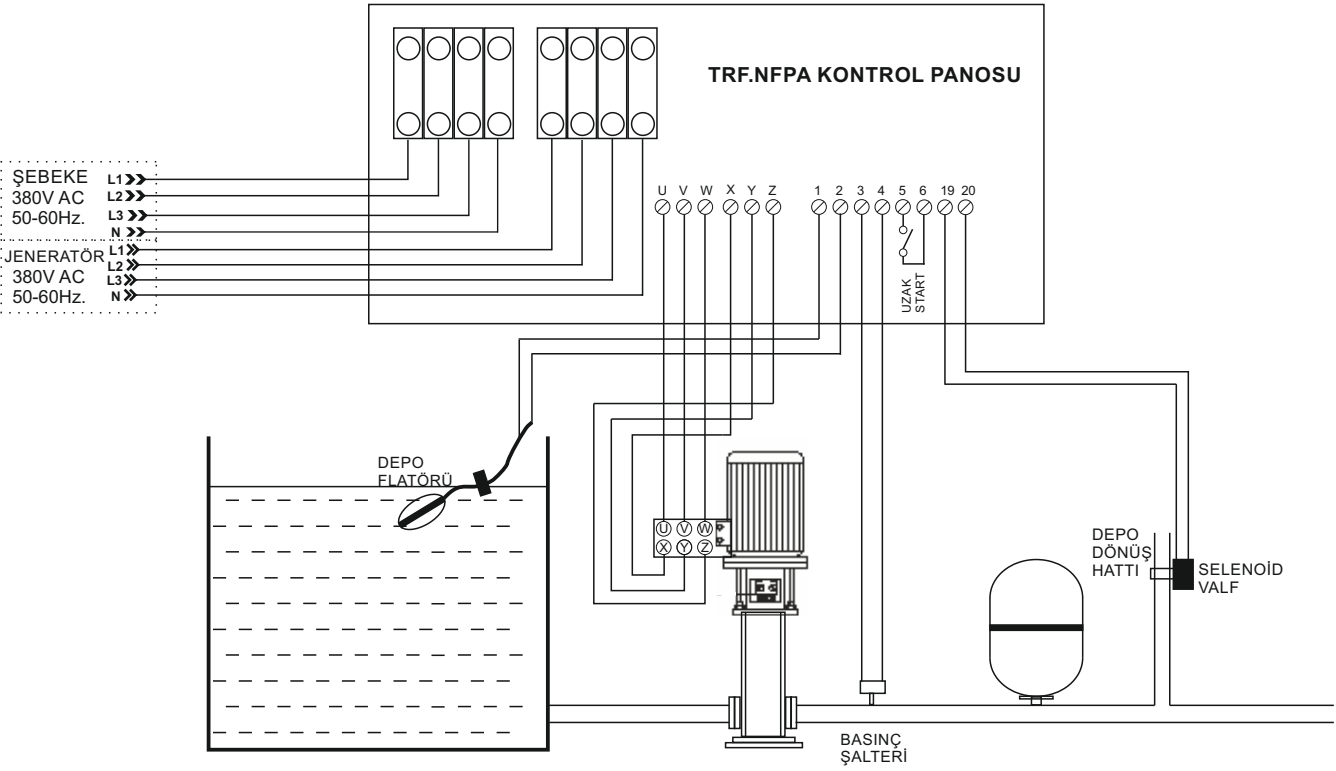 TRF.NFPA KONTROL PANOSU
ŞEBEKE
380V AC
50-60Hz.
L1
L2
L3
N
JENERATÖR
380V AC
50-60Hz.
L1
L2
L3
N
U V W X Y Z 1 2 3 4 5 6 19 20
UZAK
START
DEPO
FLATÖRÜ
U V W
X Y Z
DEPO
DÖNÜŞ
HATTI
SELENOİD
VALF
BASINÇ
ŞALTERİ